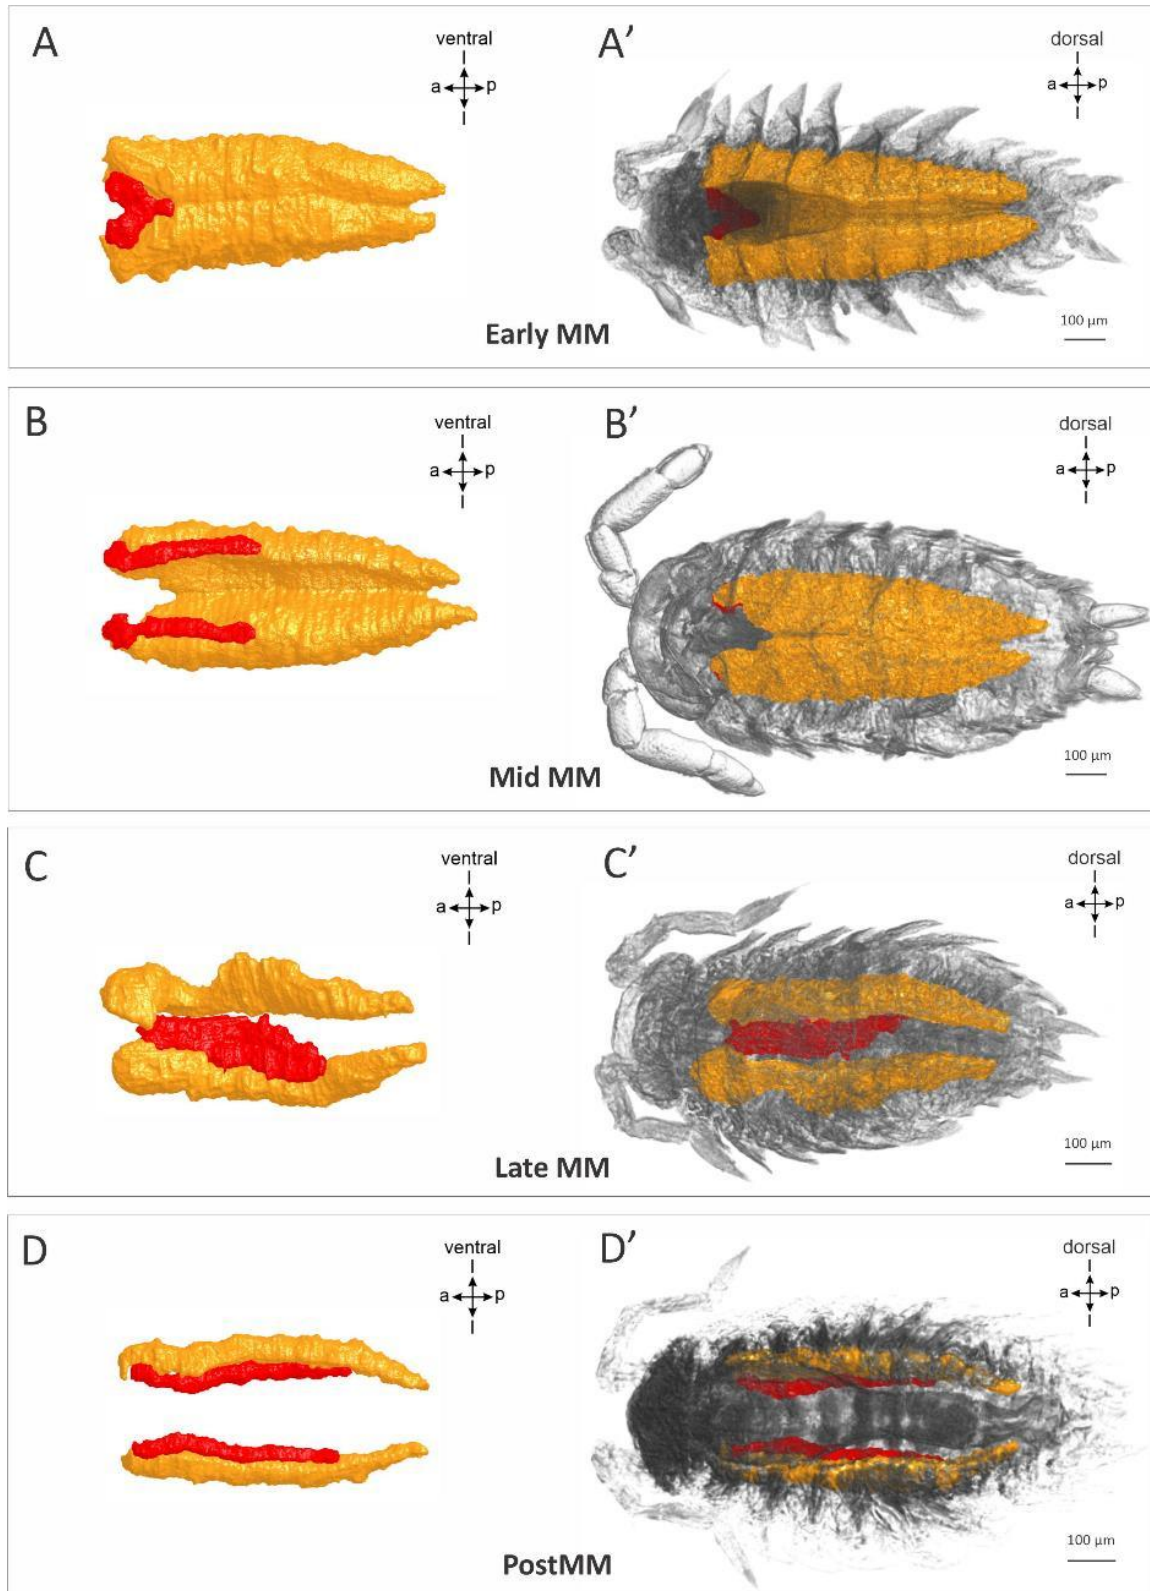 A
ventral
l
a p
l
A’
dorsal
l
a p
l
100 µm
Early MM
B
ventral
l
a p
l
B’
dorsal
l
a p
l
100 µm
Mid MM
C
ventral
l
a p
l
C’
dorsal
l
a p
l
100 µm
Late MM
D
ventral
l
a p
l
D’
dorsal
l
a p
l
100 µm
PostMM